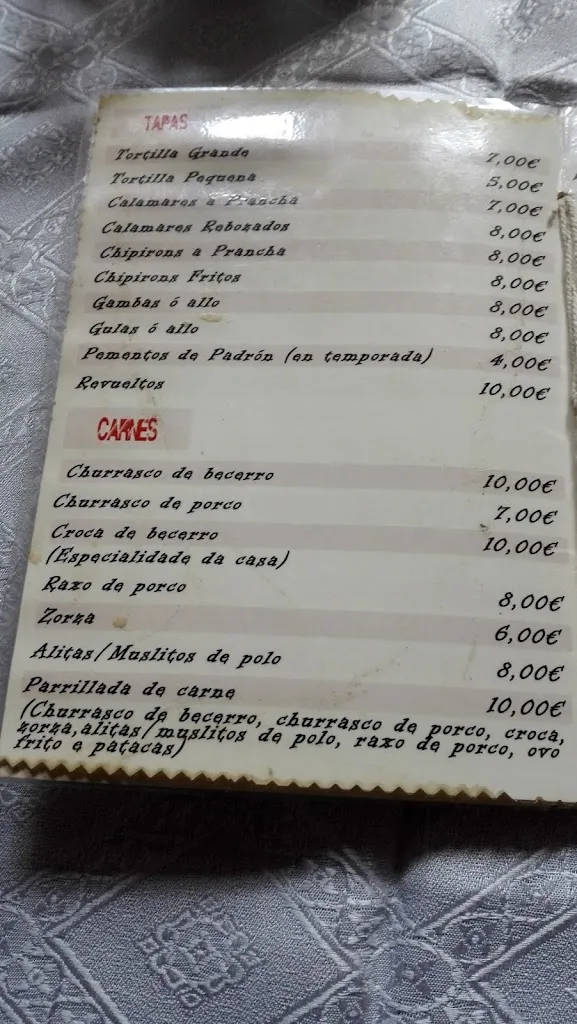 TAPAS
Tortilla Grande 7,00€
Tortilla Pequena 5,00€
Calamares a Prancha 7,00€
Calamares Rebozados 8,00€
Chipirons a Prancha 8,00€
Chipirons Fritos 8,00€
Gambas ó allo 8,00€
Gulas ó allo 8,00€
Pementos de Padrón (en temporada) 4,00€
Revueltos 10,00€
CARNES
Churrasco de becerro 10,00€
Churrasco de porco 7,00€
Croca de becerro 10,00€
(Especialidade da casa)
Raxo de porco 8,00€
Zorza 6,00€
Alitas/Muslitos de polo 8,00€
Parrillada de carne 10,00€
(Churrasco de becerro, churrasco de porco, croca,
zorza,alitas/muslitos de polo, raxo de porco, ovo
frito e patacas)